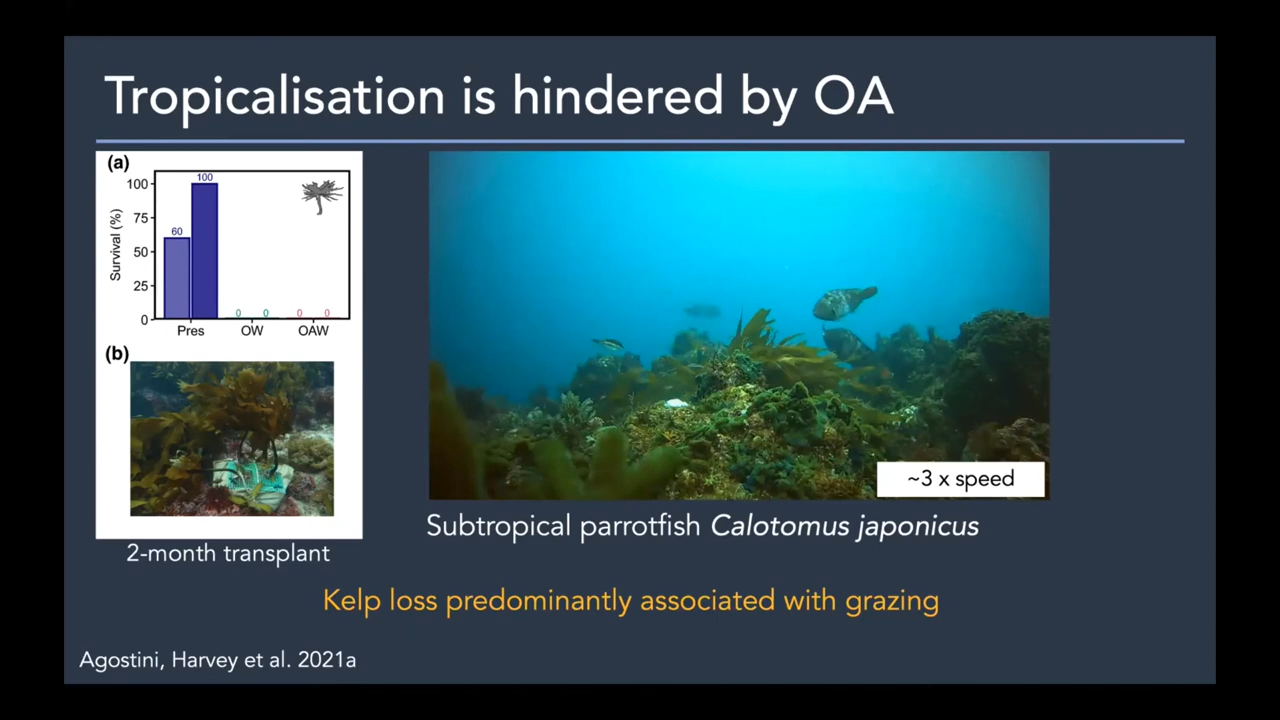 Tropicalisation is hindered by OA
(a)
100
75
50
25
0
Survival (%)
60
100
0
0
0
0
Pres
OW
OAW
(b)
2-month transplant
~3 x speed
Subtropical parrotfish Calotomus japonicus
Kelp loss predominantly associated with grazing
Agostini, Harvey et al. 2021a